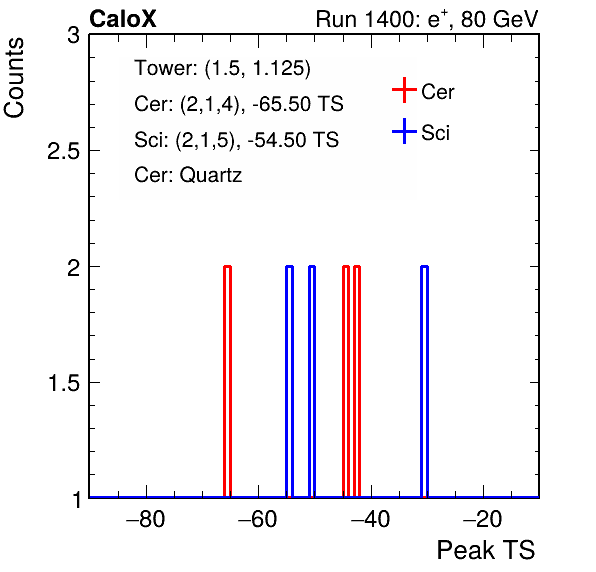 CaloX Run 1400: e⁺, 80 GeV
Counts
3
2.5
2
1.5
1
Tower: (1.5, 1.125)
Cer: (2,1,4), -65.50 TS
Sci: (2,1,5), -54.50 TS
Cer: Quartz
Cer
Sci
−80 −60 −40 −20
Peak TS